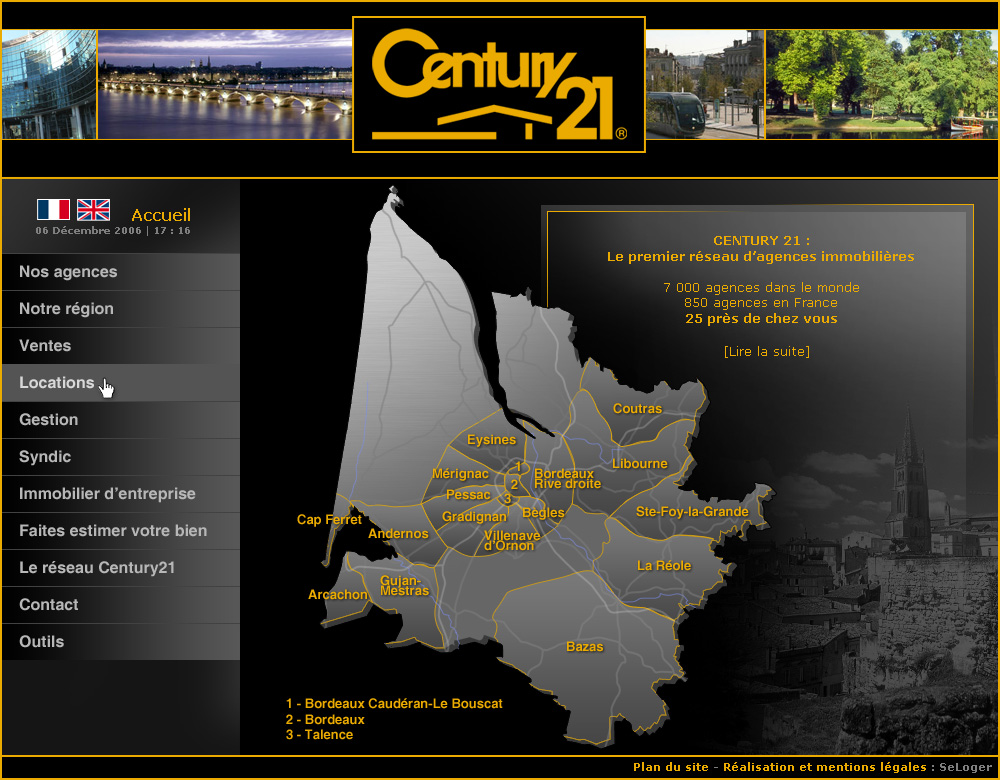 Century 21®
Accueil
06 Décembre 2006 | 17 : 16
Nos agences
Notre région
Ventes
Locations
Gestion
Syndic
Immobilier d’entreprise
Faites estimer votre bien
Le réseau Century21
Contact
Outils
CENTURY 21 :
Le premier réseau d’agences immobilières
7 000 agences dans le monde
850 agences en France
25 près de chez vous
[Lire la suite]
Coutras
Eysines
Libourne
Mérignac
1
Bordeaux
Rive droite
2
Pessac
3
Ste-Foy-la-Grande
Cap Ferret
Gradignan
Bègles
Andernos
Villenave
d’Ornon
La Réole
Gujan-
Mestras
Arcachon
Bazas
1 - Bordeaux Caudéran-Le Bouscat
2 - Bordeaux
3 - Talence
Plan du site - Réalisation et mentions légales : SeLoger